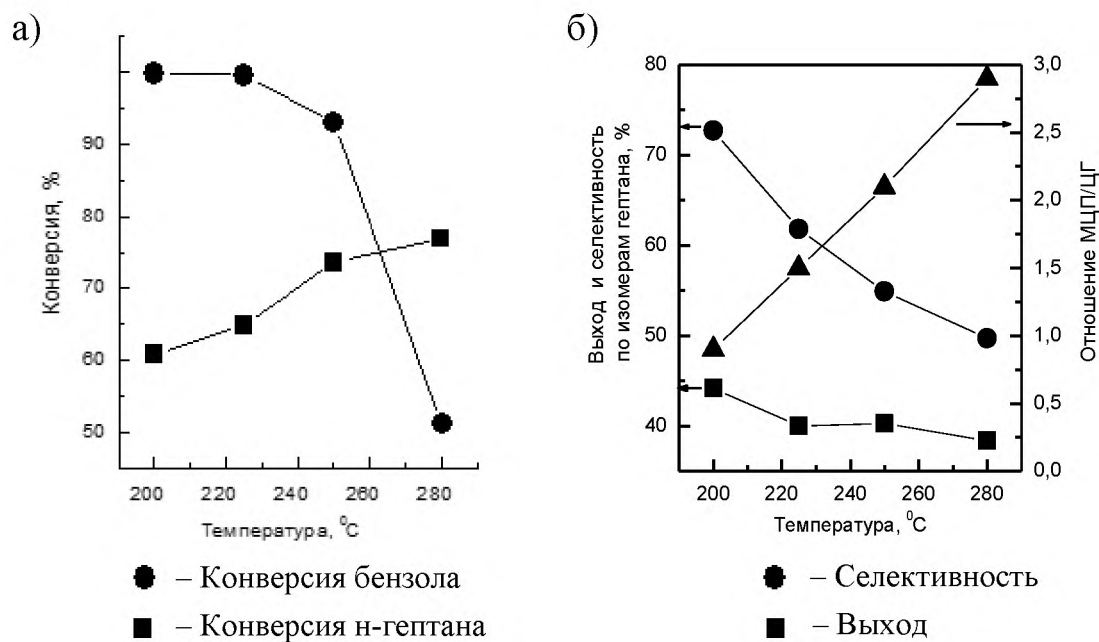 а)
Конверсия, %
90
80
70
60
50
200 220 240 260 280
Температура, ⁰С
– Конверсия бензола
– Конверсия н-гептана
б)
Выход и селективность
по изомерам гептана, %
80
70
60
50
40
3,0
2,5
2,0
1,5
1,0
0,5
0,0
Отношение МЦП/ЦГ
200 220 240 260 280
Температура, ⁰С
– Селективность
– Выход